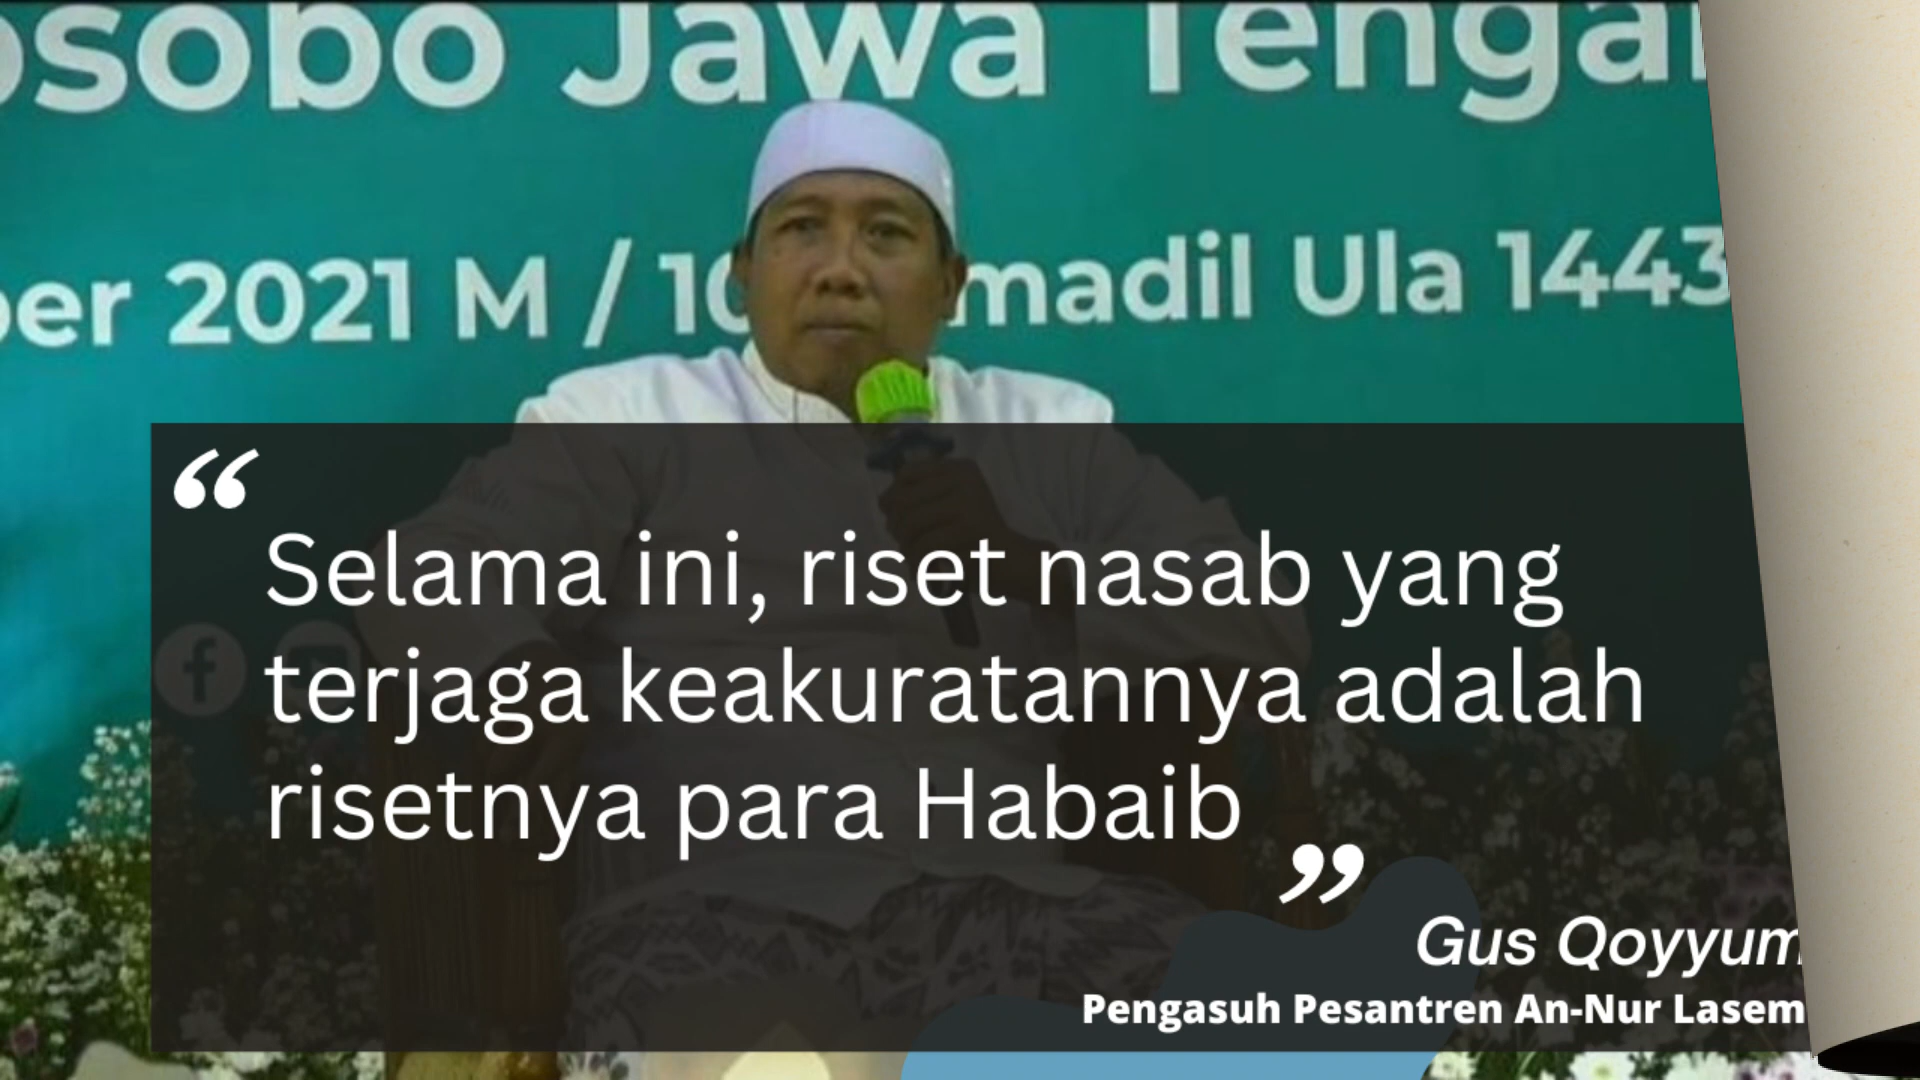 osobo Jawa Tenga
ber 2021 M / 10 madil Ula 1443
“
Selama ini, riset nasab yang
terjaga keakuratannya adalah
risetnya para Habaib
”
Gus Qoyyum
Pengasuh Pesantren An-Nur Lasem